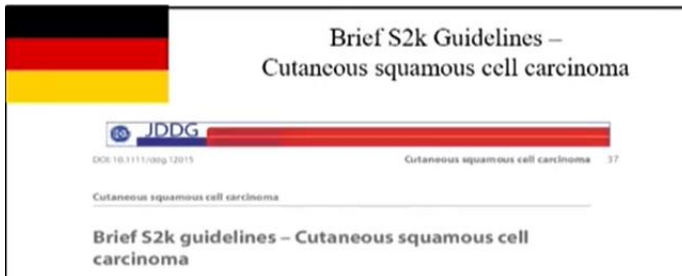 Brief S2k Guidelines –
Cutaneous squamous cell carcinoma
JDDG
DOI: 10.1111/ddg.12015
Cutaneous squamous cell carcinoma 37
Cutaneous squamous cell carcinoma
Brief S2k guidelines – Cutaneous squamous cell
carcinoma